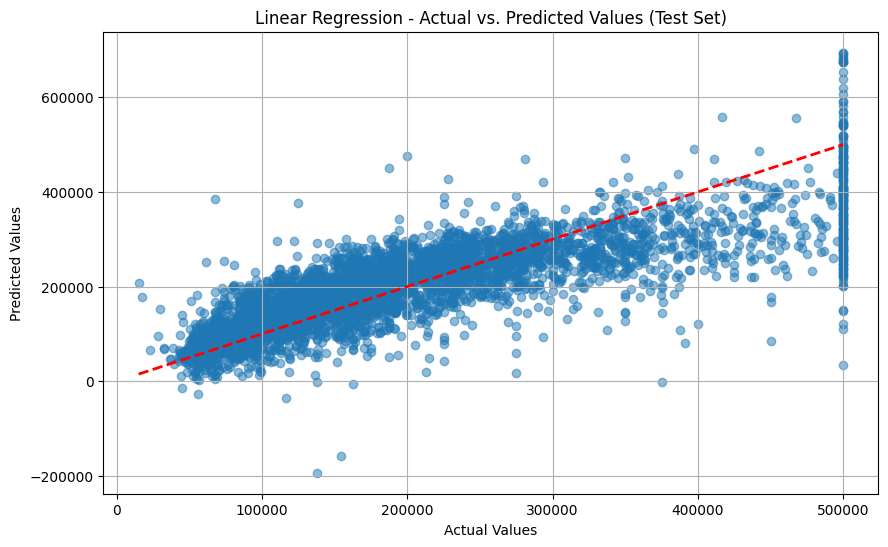 Linear Regression - Actual vs. Predicted Values (Test Set)
Predicted Values
600000
400000
200000
0
−200000
0 100000 200000 300000 400000 500000
Actual Values